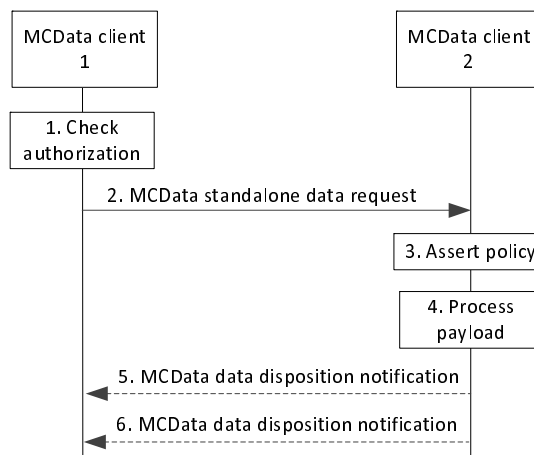 MCData client
1
MCData client
2
1. Check
authorization
2. MCData standalone data request
3. Assert policy
4. Process
payload
5. MCData data disposition notification
6. MCData data disposition notification